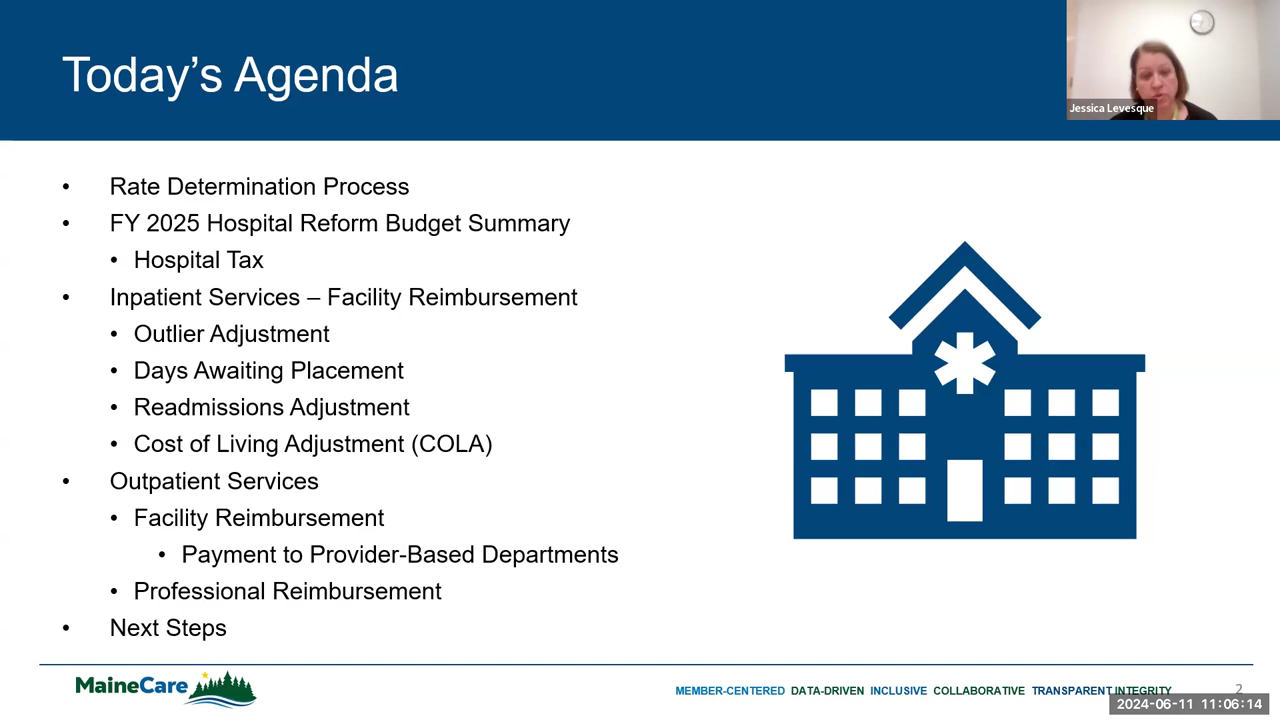 Today's Agenda
Jessica Levesque
• Rate Determination Process
• FY 2025 Hospital Reform Budget Summary
• Hospital Tax
• Inpatient Services – Facility Reimbursement
• Outlier Adjustment
• Days Awaiting Placement
• Readmissions Adjustment
• Cost of Living Adjustment (COLA)
• Outpatient Services
• Facility Reimbursement
• Payment to Provider-Based Departments
• Professional Reimbursement
• Next Steps
MaineCare
MEMBER-CENTERED DATA-DRIVEN INCLUSIVE COLLABORATIVE TRANSPARENT INTEGRITY
2
2024-06-11 11:06:14